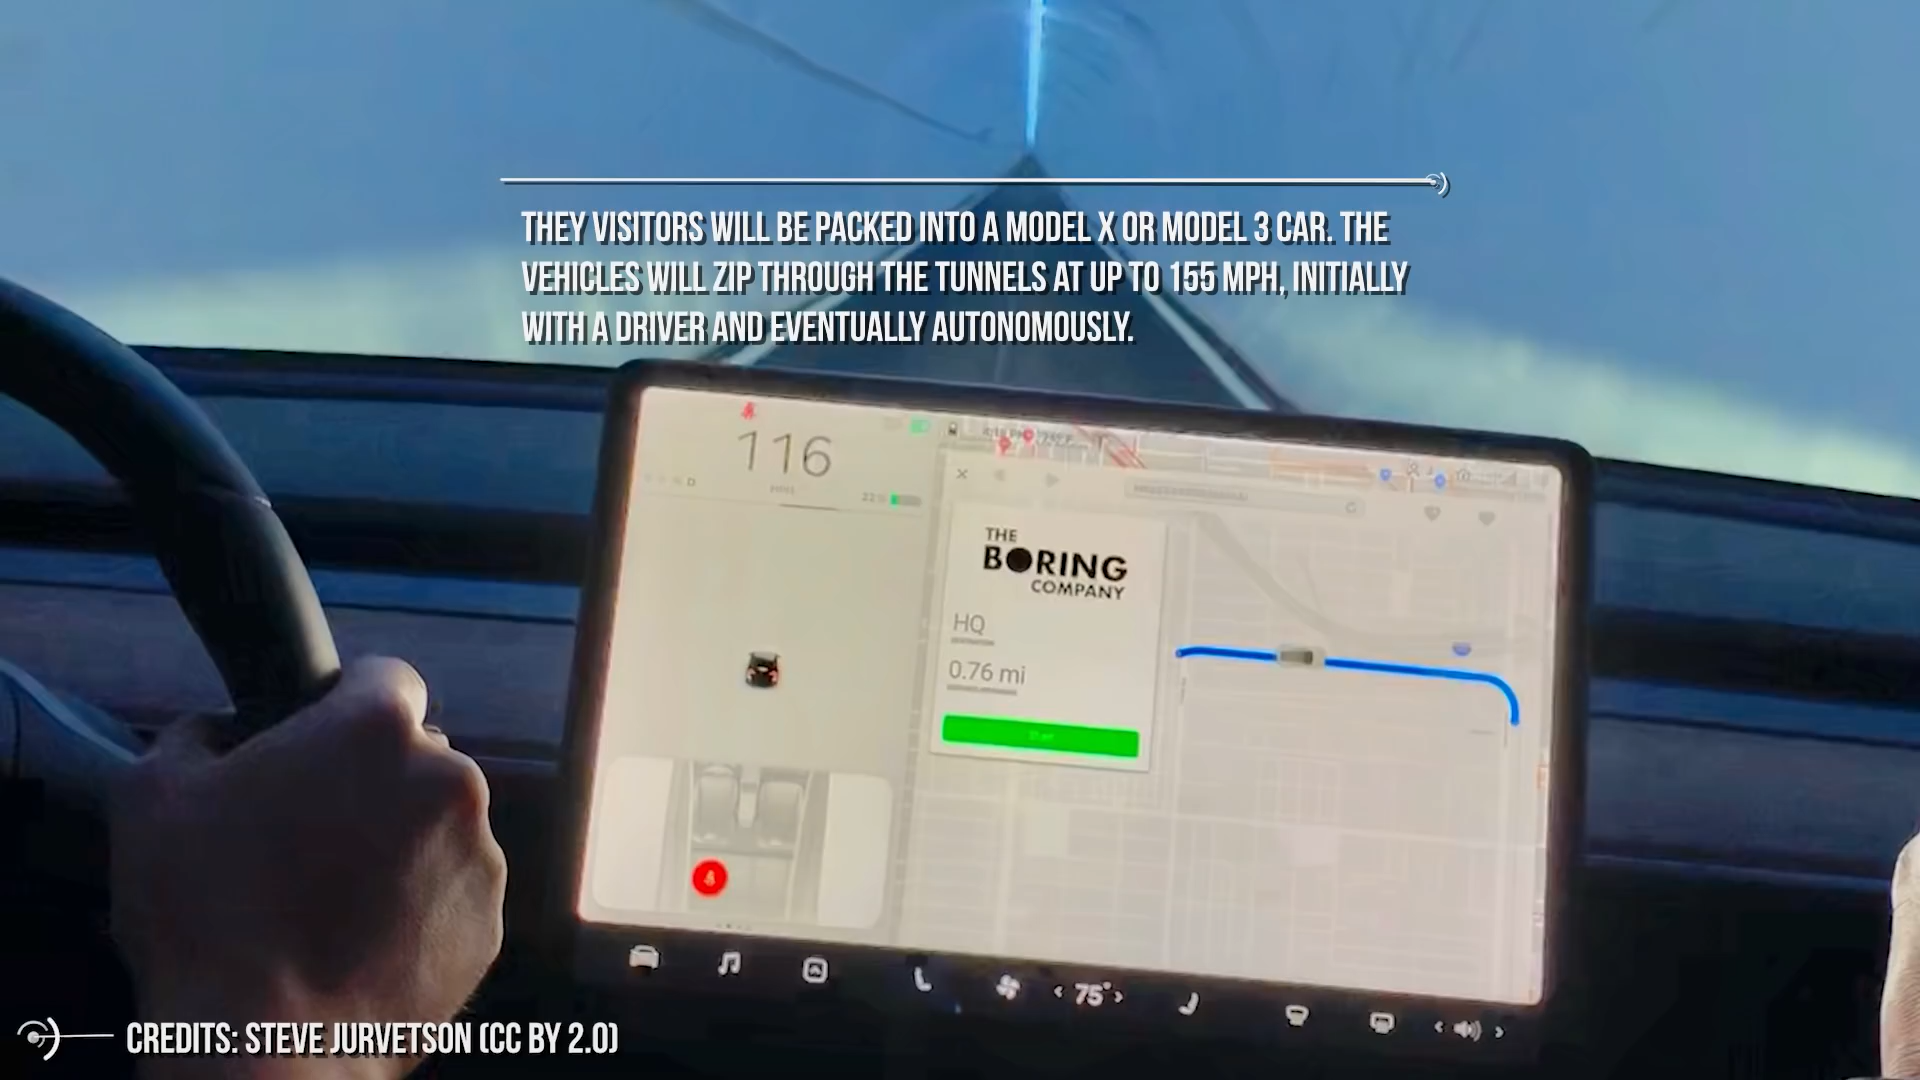 THEY VISITORS WILL BE PACKED INTO A MODEL X OR MODEL 3 CAR. THE
VEHICLES WILL ZIP THROUGH THE TUNNELS AT UP TO 155 MPH, INITIALLY
WITH A DRIVER AND EVENTUALLY AUTONOMOUSLY.
116
MPH
D
THE
BORING
COMPANY
HQ
0.76 mi
Start
75°
CREDITS: STEVE JURVETSON (CC BY 2.0)